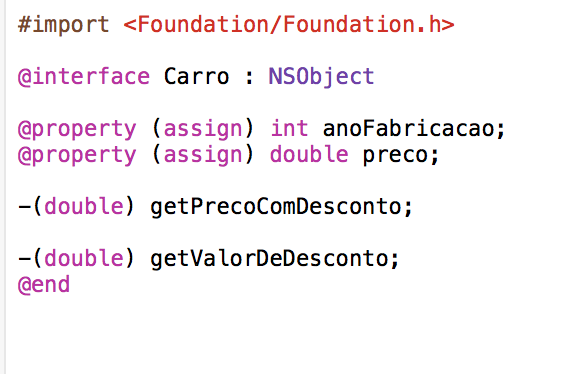 #import <Foundation/Foundation.h>
@interface Carro : NSObject
@property (assign) int anoFabricacao;
@property (assign) double preco;
-(double) getPrecoComDesconto;
-(double) getValorDeDesconto;
@end